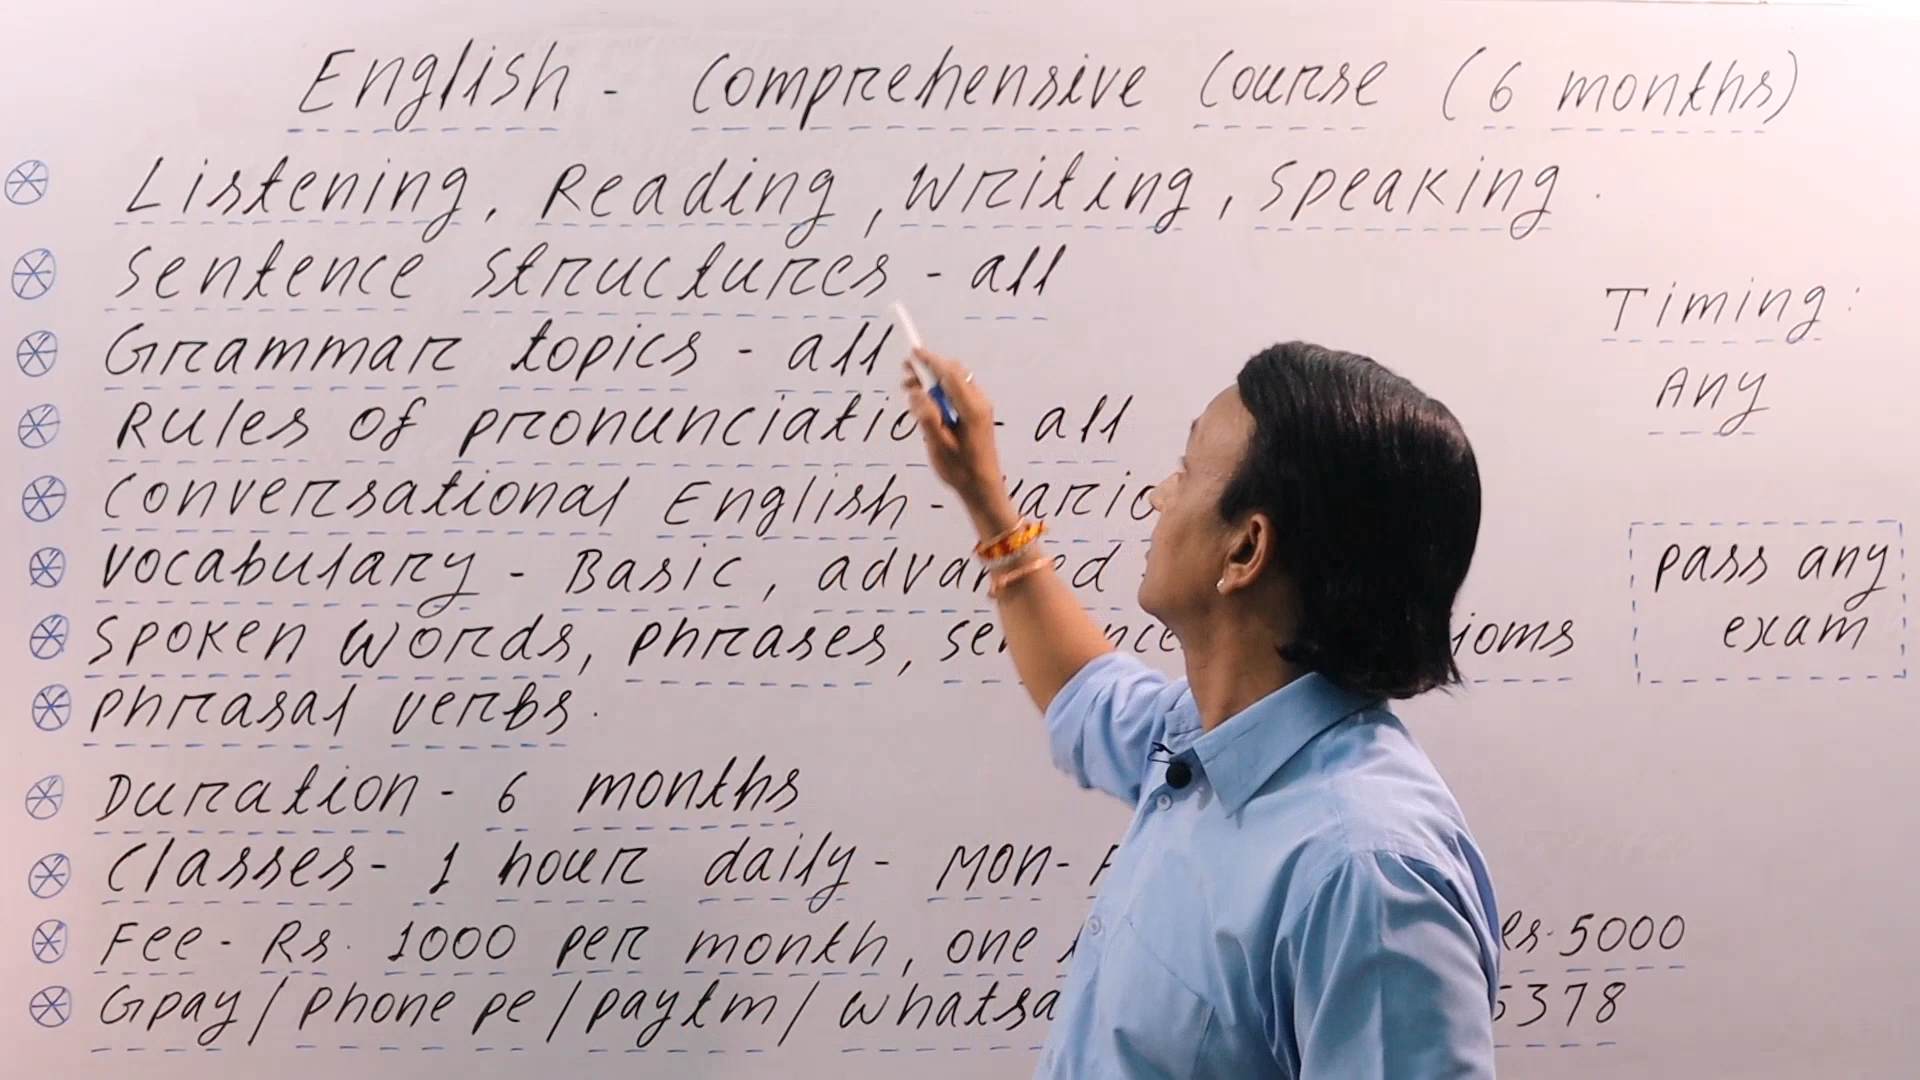 English - Comprehensive Course (6 months)
Listening, Reading, Writing, Speaking.
Sentence structures - all
Grammar topics - all
Rules of pronunciatio - all
Conversational English -
Vocabulary - Basic, advanced
Spoken words, phrases,
phrasal verbs.
Duration - 6 months
Classes - 1 hour daily - Mon-
Fee - Rs. 1000 per month, one Rs. 5000
Gpay / phone pe / paytm / whatsa 5378
Timing :
Any
pass any
exam